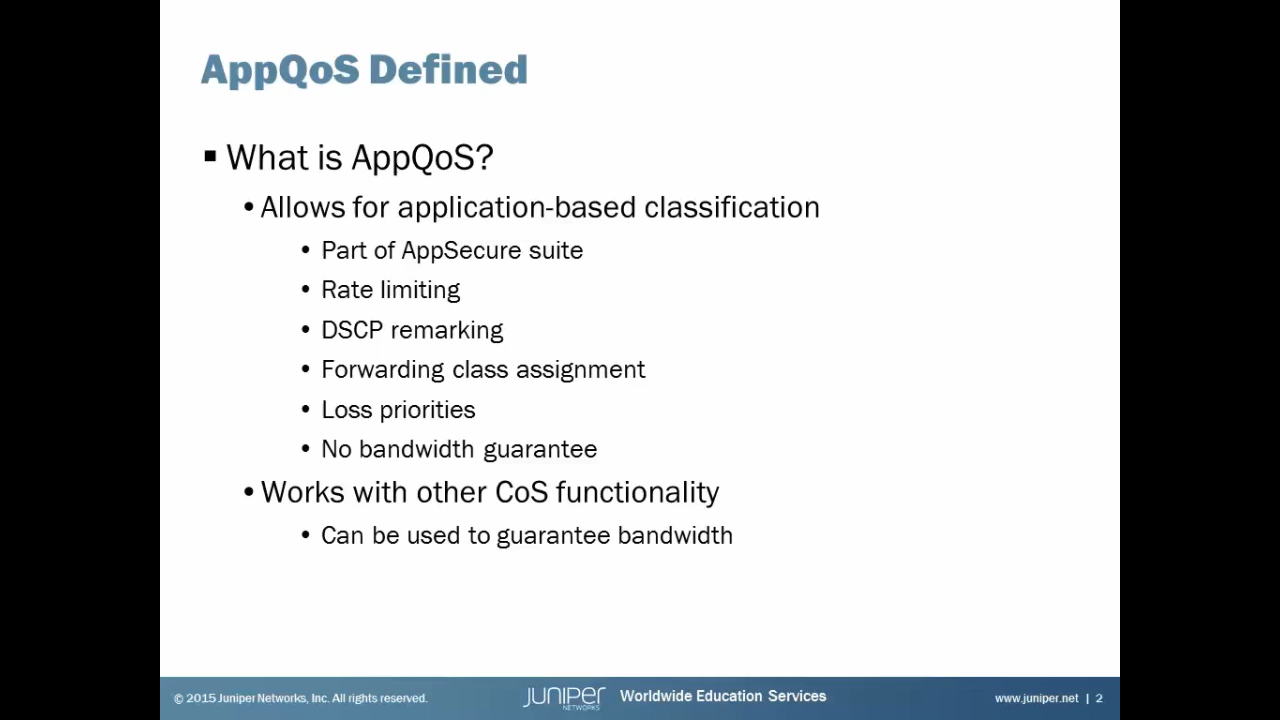 AppQoS Defined
▪ What is AppQoS?
• Allows for application-based classification
• Part of AppSecure suite
• Rate limiting
• DSCP remarking
• Forwarding class assignment
• Loss priorities
• No bandwidth guarantee
• Works with other CoS functionality
• Can be used to guarantee bandwidth
© 2015 Juniper Networks, Inc. All rights reserved.
JUNIPER
NETWORKS
Worldwide Education Services
www.juniper.net | 2